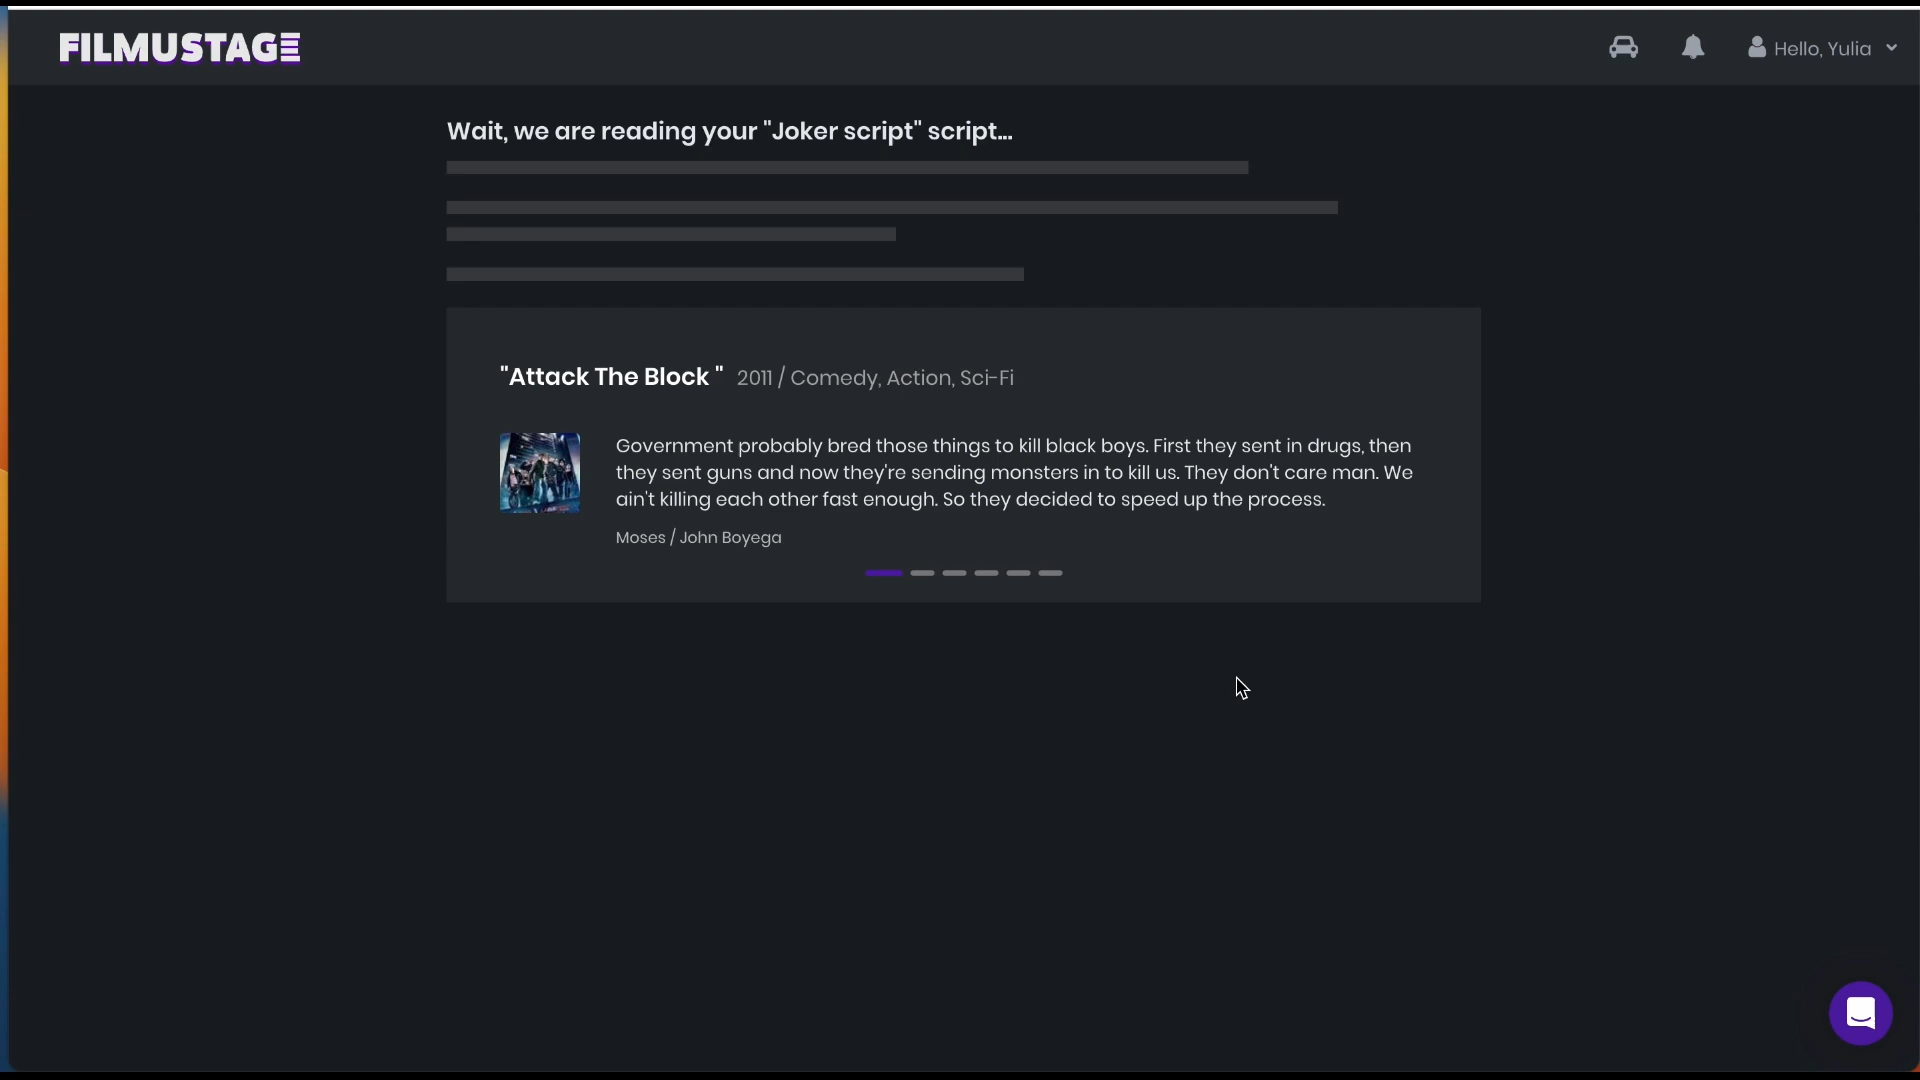 FILMUSTAGE
Hello, Yulia
Wait, we are reading your "Joker script" script...
"Attack The Block " 2011 / Comedy, Action, Sci-Fi
Government probably bred those things to kill black boys. First they sent in drugs, then
they sent guns and now they're sending monsters in to kill us. They don't care man. We
ain't killing each other fast enough. So they decided to speed up the process.
Moses / John Boyega